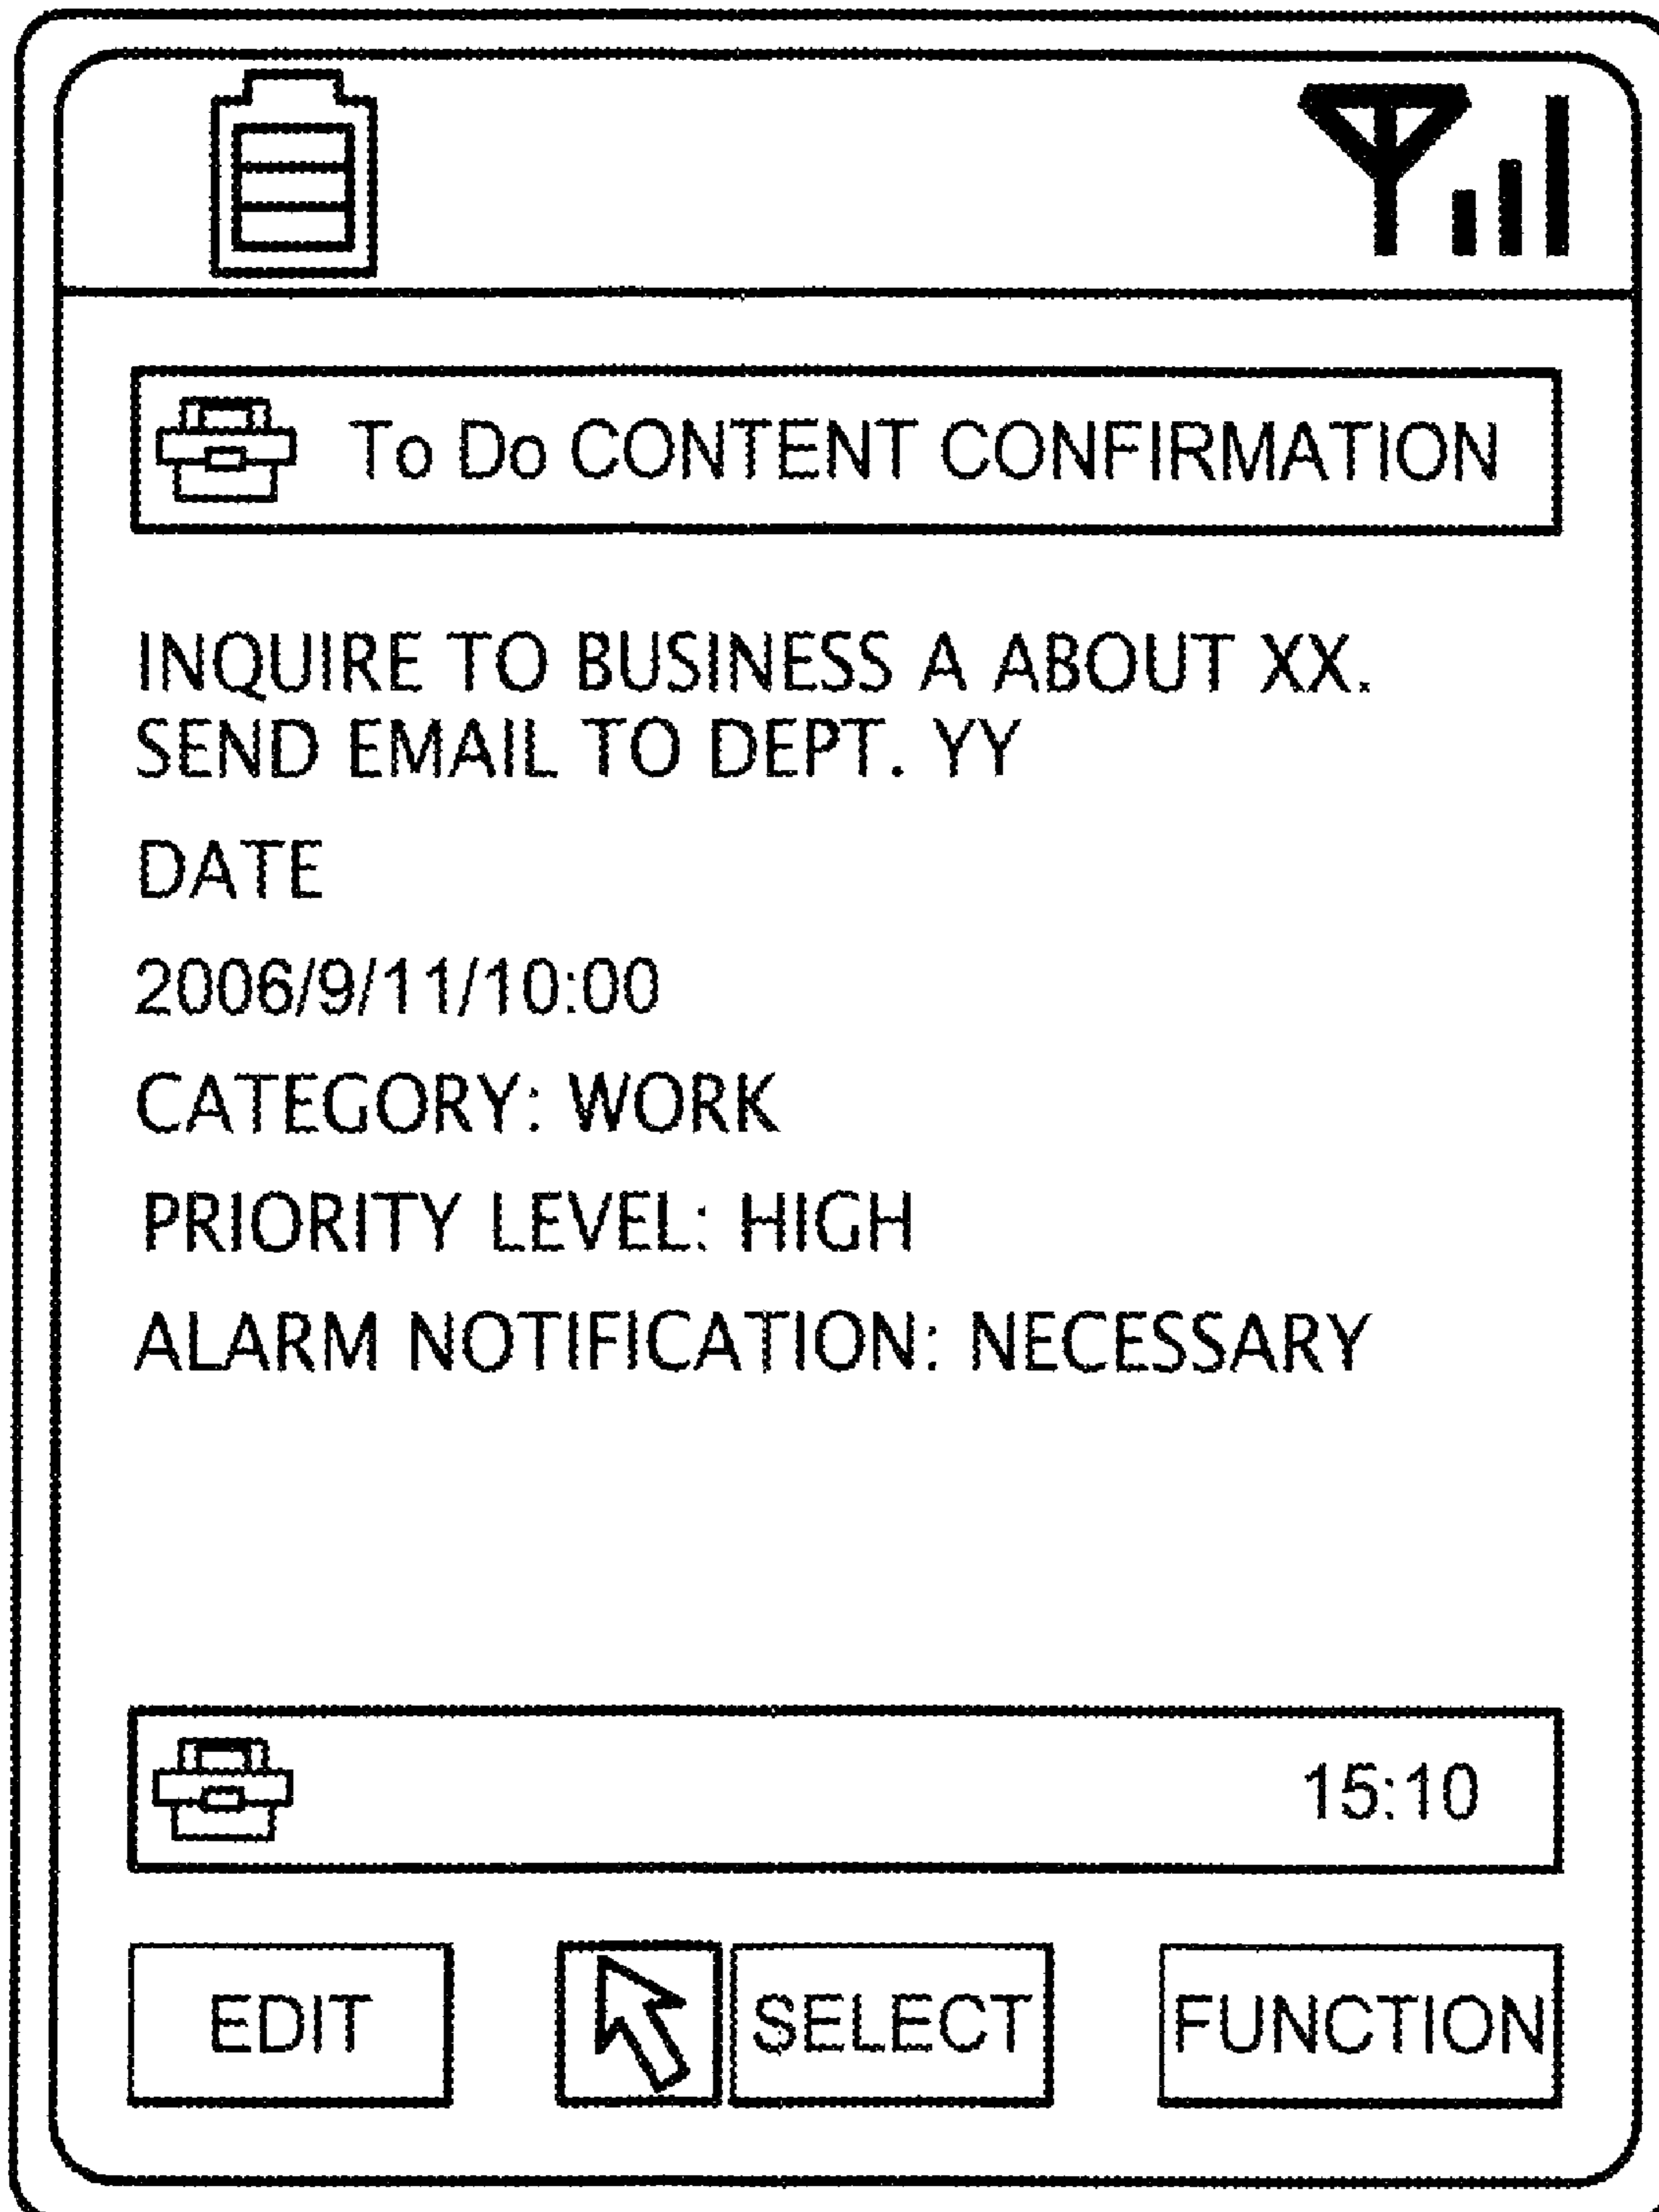 To Do CONTENT CONFIRMATION
INQUIRE TO BUSINESS A ABOUT XX.
SEND EMAIL TO DEPT. YY
DATE
2006/9/11/10:00
CATEGORY: WORK
PRIORITY LEVEL: HIGH
ALARM NOTIFICATION: NECESSARY
15:10
EDIT SELECT FUNCTION